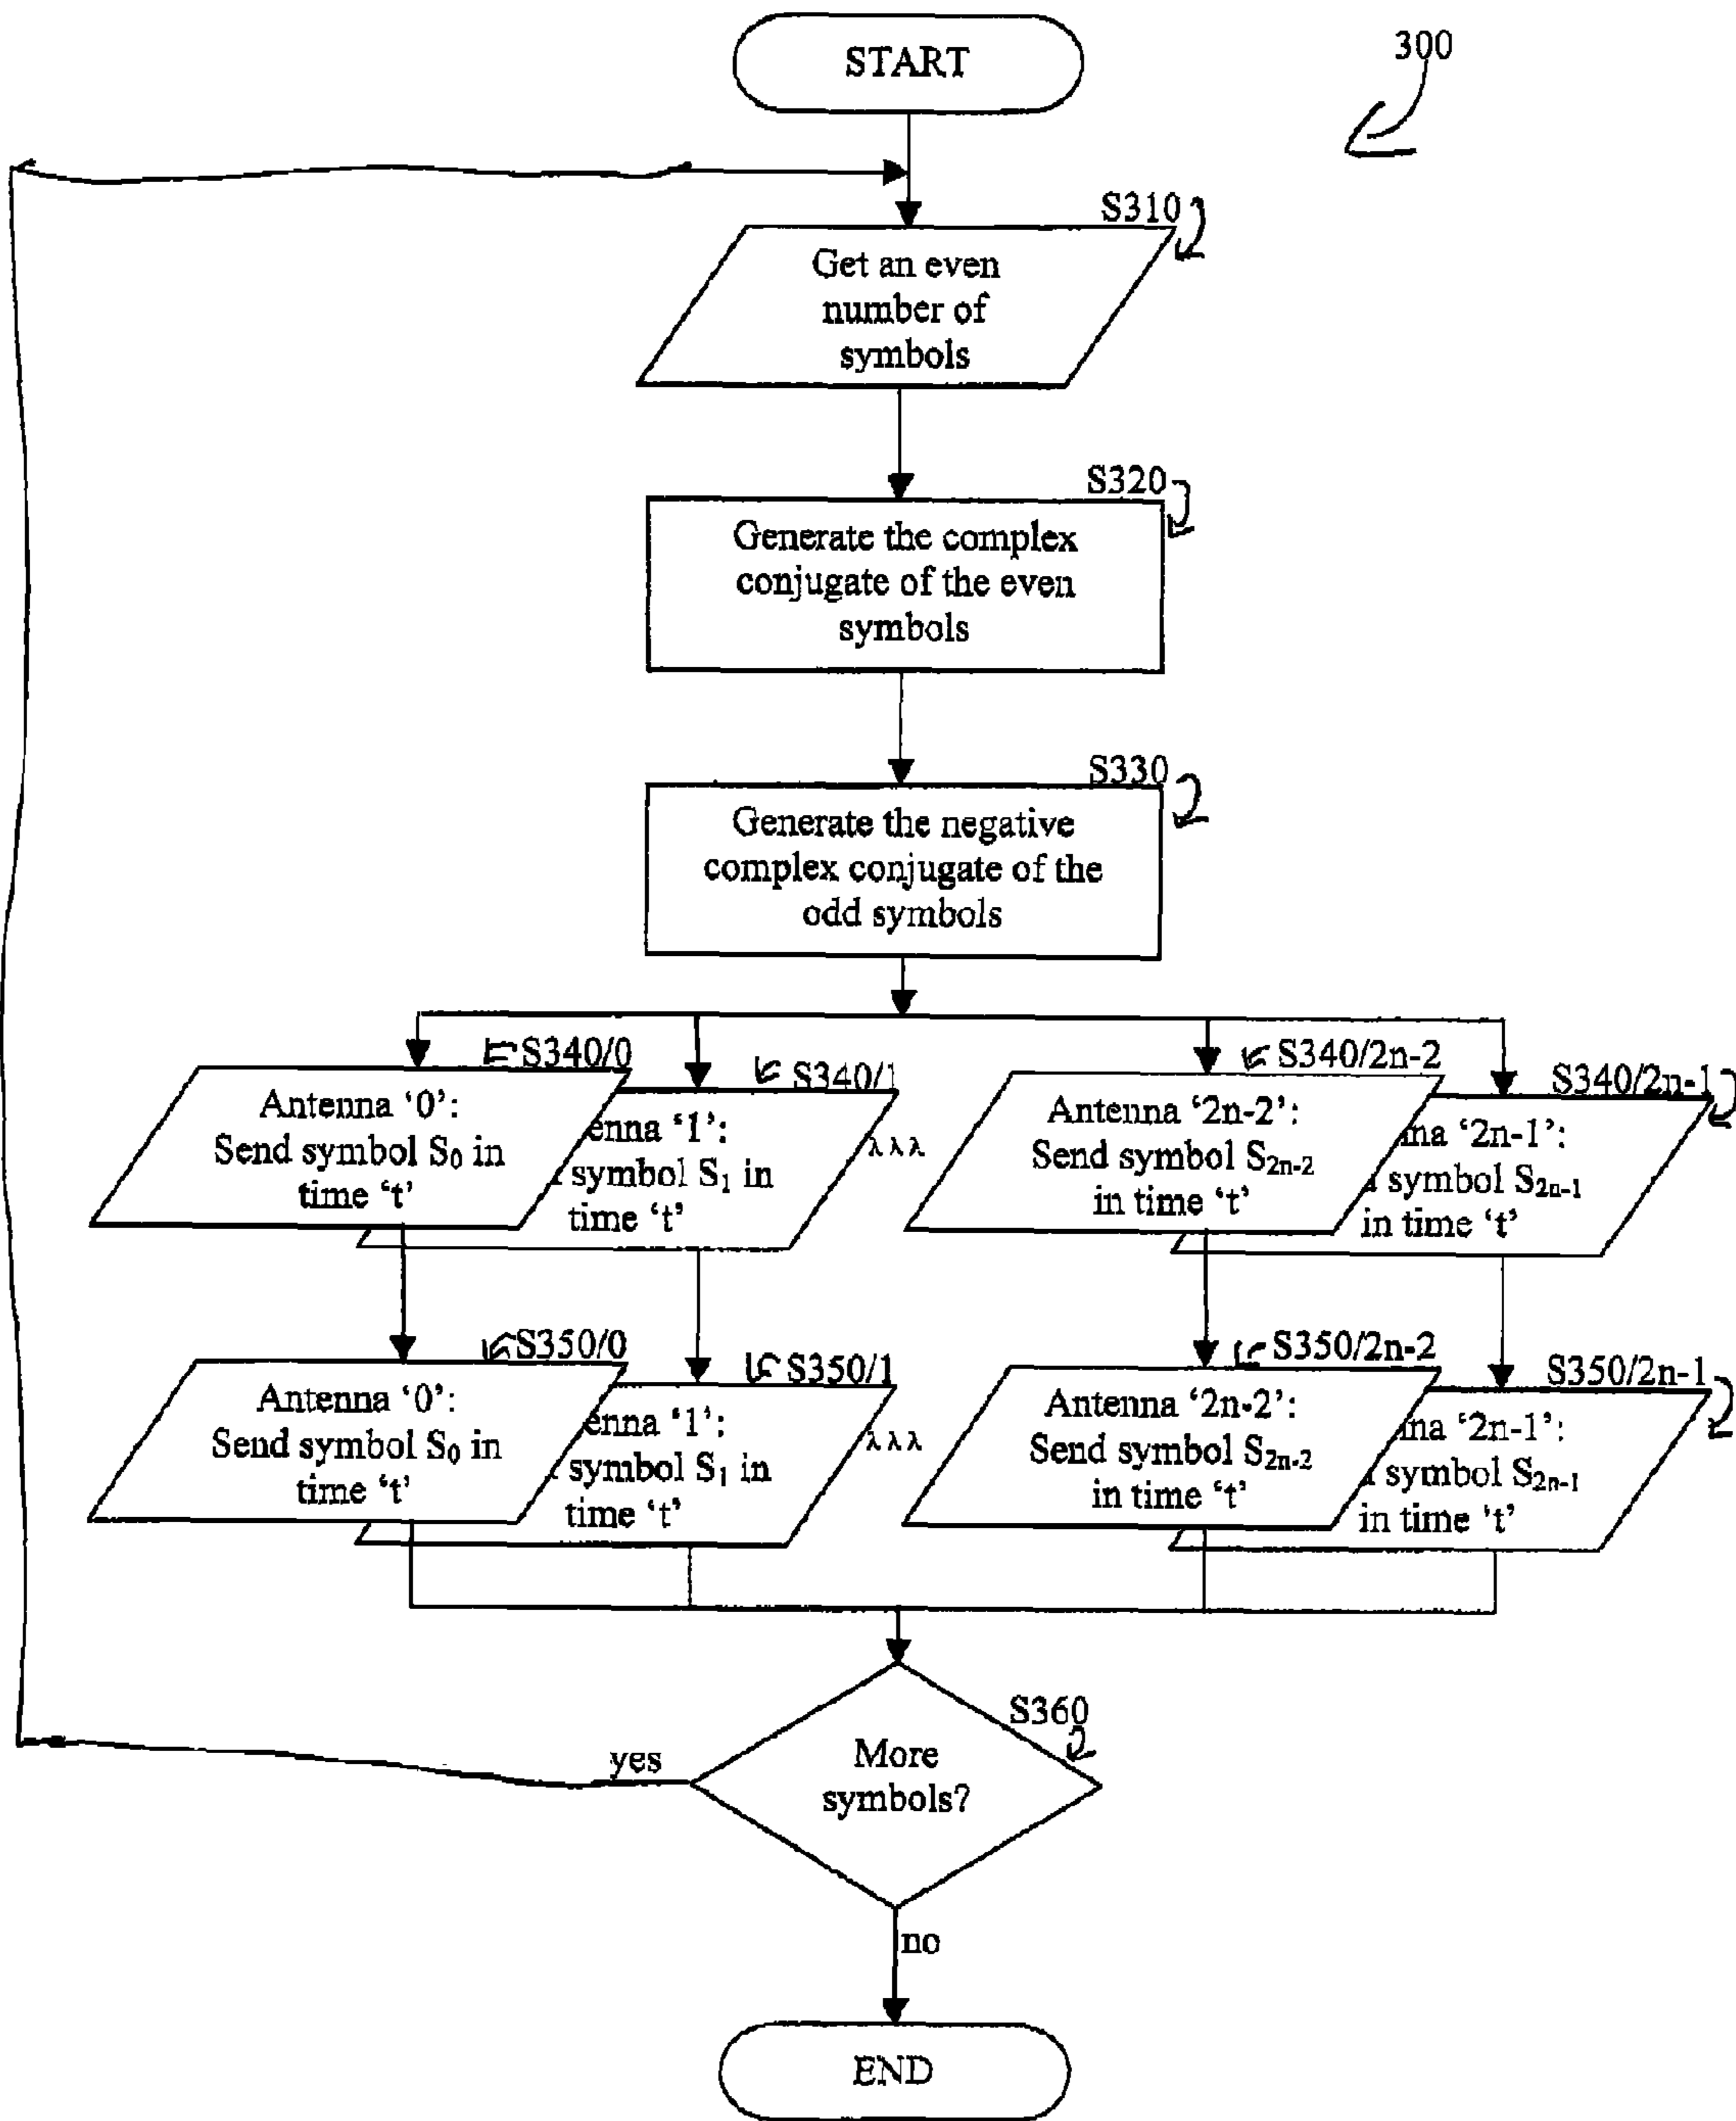 START
300
S310
Get an even
number of
symbols
S320
Generate the complex
conjugate of the even
symbols
S330
Generate the negative
complex conjugate of the
odd symbols
S340/0
Antenna ‘0’:
Send symbol S₀ in
time ‘t’
S340/1
enna ‘1’:
symbol S₁ in
time ‘t’
λλλ
S340/2n-2
Antenna ‘2n-2’:
Send symbol S₂ₙ₋₂
in time ‘t’
S340/2n-1
na ‘2n-1’:
symbol S₂ₙ₋₁
in time ‘t’
S350/0
Antenna ‘0’:
Send symbol S₀ in
time ‘t’
S350/1
enna ‘1’:
symbol S₁ in
time ‘t’
λλλ
S350/2n-2
Antenna ‘2n-2’:
Send symbol S₂ₙ₋₂
in time ‘t’
S350/2n-1
na ‘2n-1’:
symbol S₂ₙ₋₁
in time ‘t’
S360
More
symbols?
yes
no
END